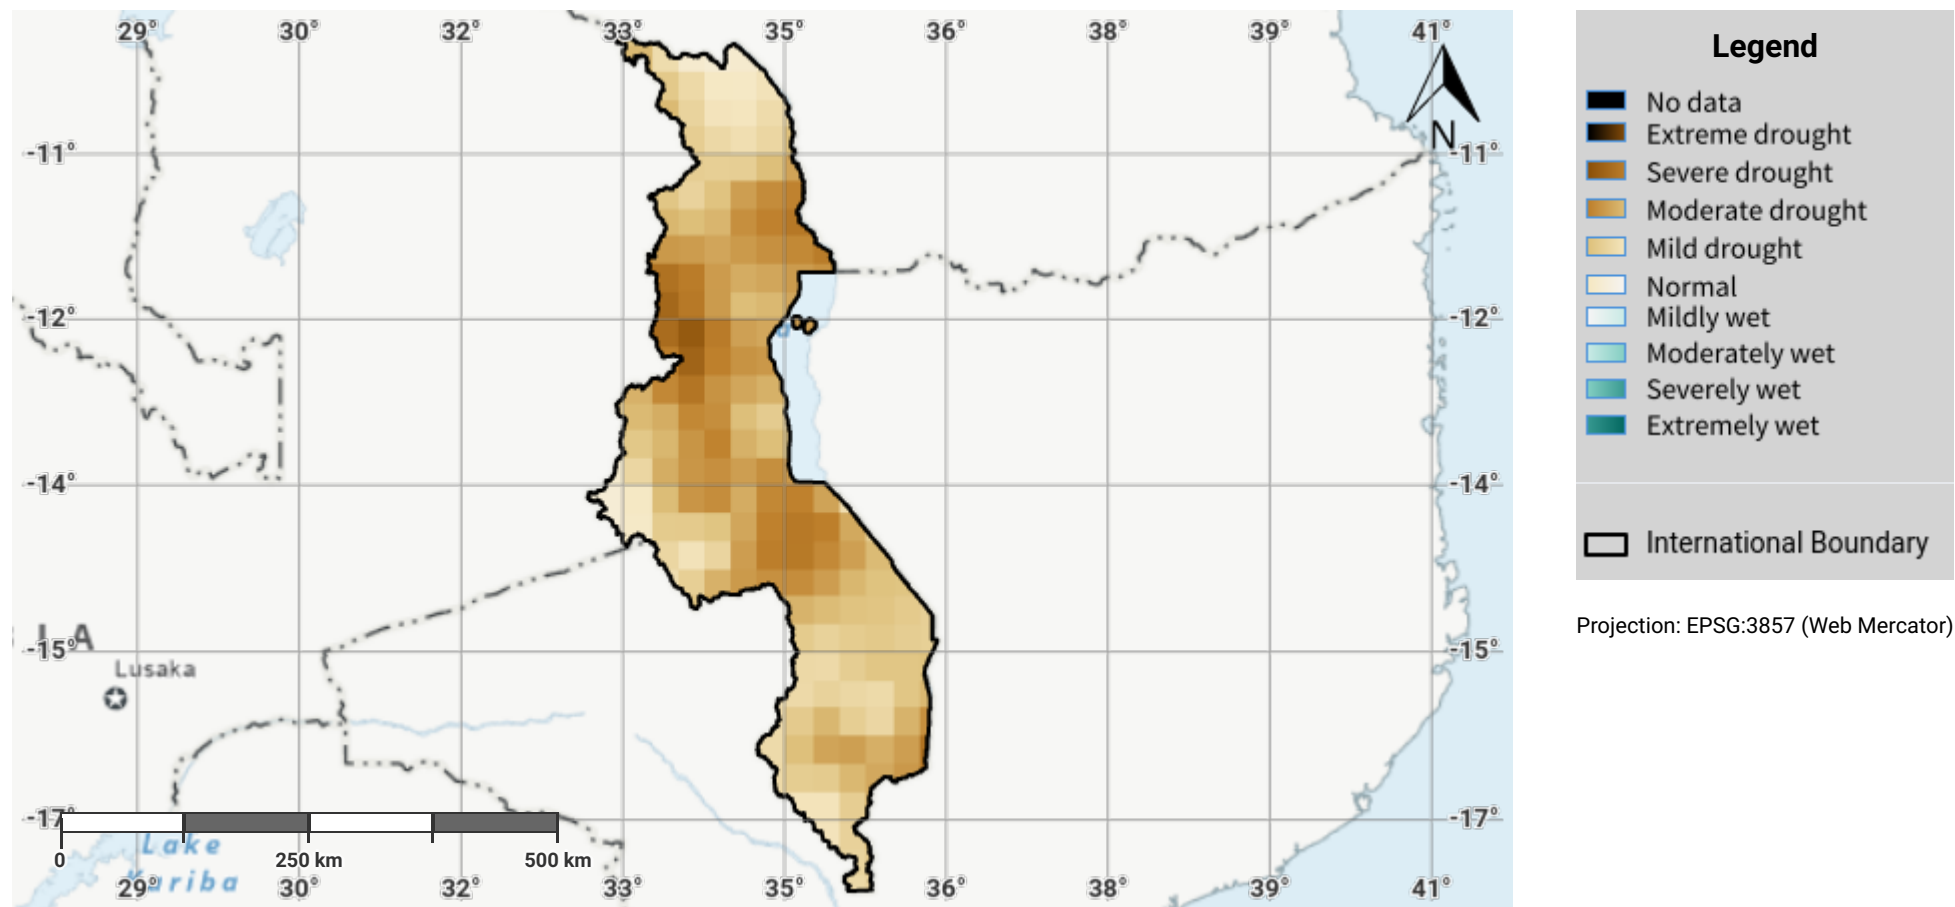 29° 30° 32° 33° 35° 36° 38° 39° 41°
N
-11° -11°
-12° -12°
-14° -14°
LA
-15° -15°
Lusaka
-17° -17°
0 250 km 500 km
Lake
Kariba
29° 30° 32° 33° 35° 36° 38° 39° 41°
Legend
No data
Extreme drought
Severe drought
Moderate drought
Mild drought
Normal
Mildly wet
Moderately wet
Severely wet
Extremely wet
International Boundary
Projection: EPSG:3857 (Web Mercator)